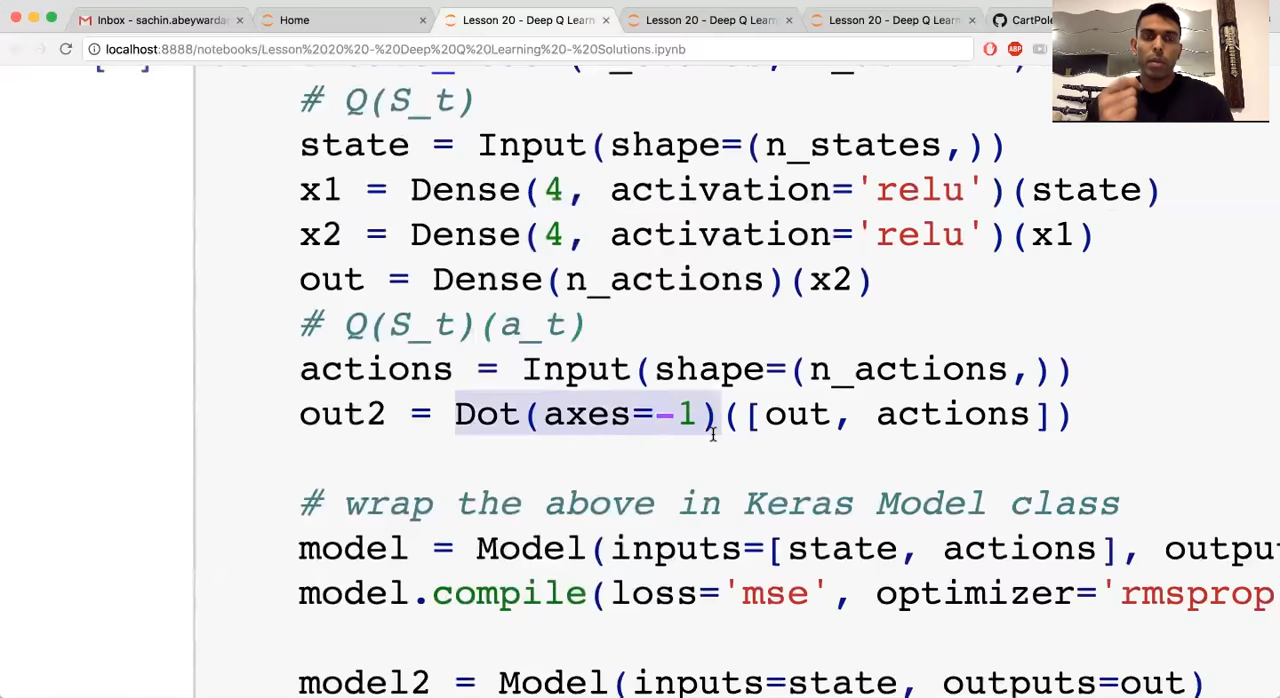 Inbox - sachin.abeywarda
Home
Lesson 20 - Deep Q Learn
Lesson 20 - Deep Q Learn
Lesson 20 - Deep Q Learn
CartPole
localhost:8888/notebooks/Lesson%2020%20-%20Deep%20Q%20Learning%20-%20Solutions.ipynb
ABP
# Q(S_t)
state = Input(shape=(n_states,))
x1 = Dense(4, activation='relu')(state)
x2 = Dense(4, activation='relu')(x1)
out = Dense(n_actions)(x2)
# Q(S_t)(a_t)
actions = Input(shape=(n_actions,))
out2 = Dot(axes=-1)([out, actions])
# wrap the above in Keras Model class
model = Model(inputs=[state, actions], outpu
model.compile(loss='mse', optimizer='rmsprop
model2 = Model(inputs=state, outputs=out)